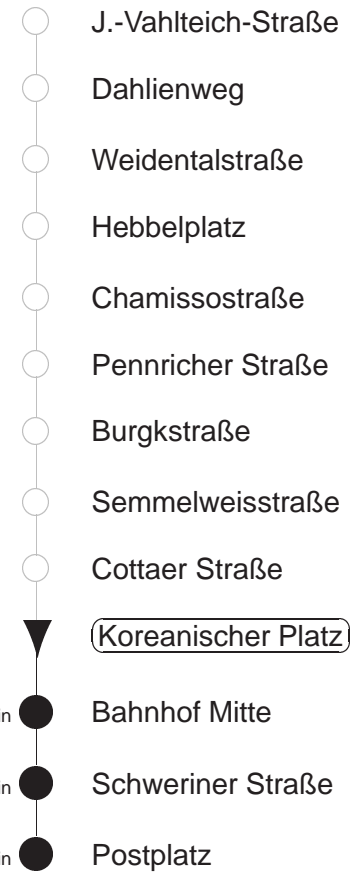 J.-Vahlteich-Straße
Dahlienweg
Weidentalstraße
Hebbelplatz
Chamissostraße
Pennricher Straße
Burgkstraße
Semmelweisstraße
Cottaer Straße
Koreanischer Platz
Bahnhof Mitte
Schweriner Straße
Postplatz